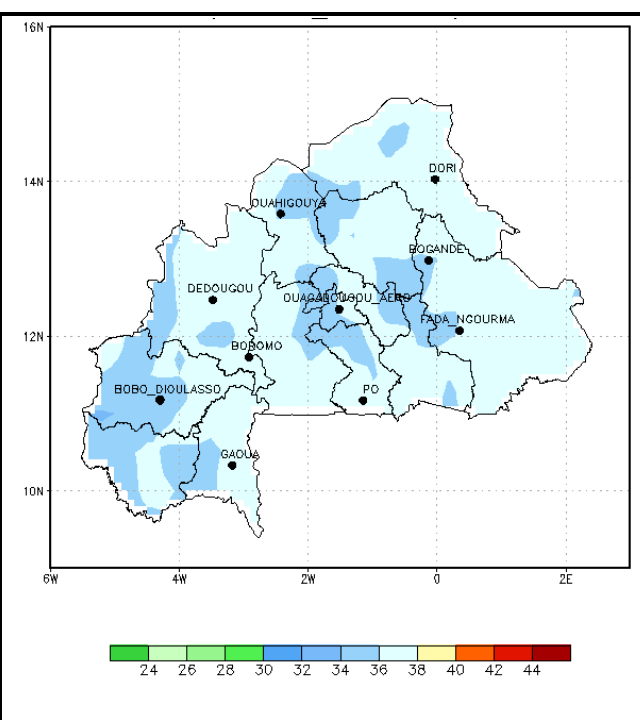 16N
DORI
14N
OUAHIGOUYA
BOGANDE
DEDOUGOU
OUAGADOUGOU_AERO
FADA_NGOURMA
12N
BOROMO
BOBO_DIOULASSO
PO
GAOUA
10N
6W 4W 2W 0 2E
24 26 28 30 32 34 36 38 40 42 44